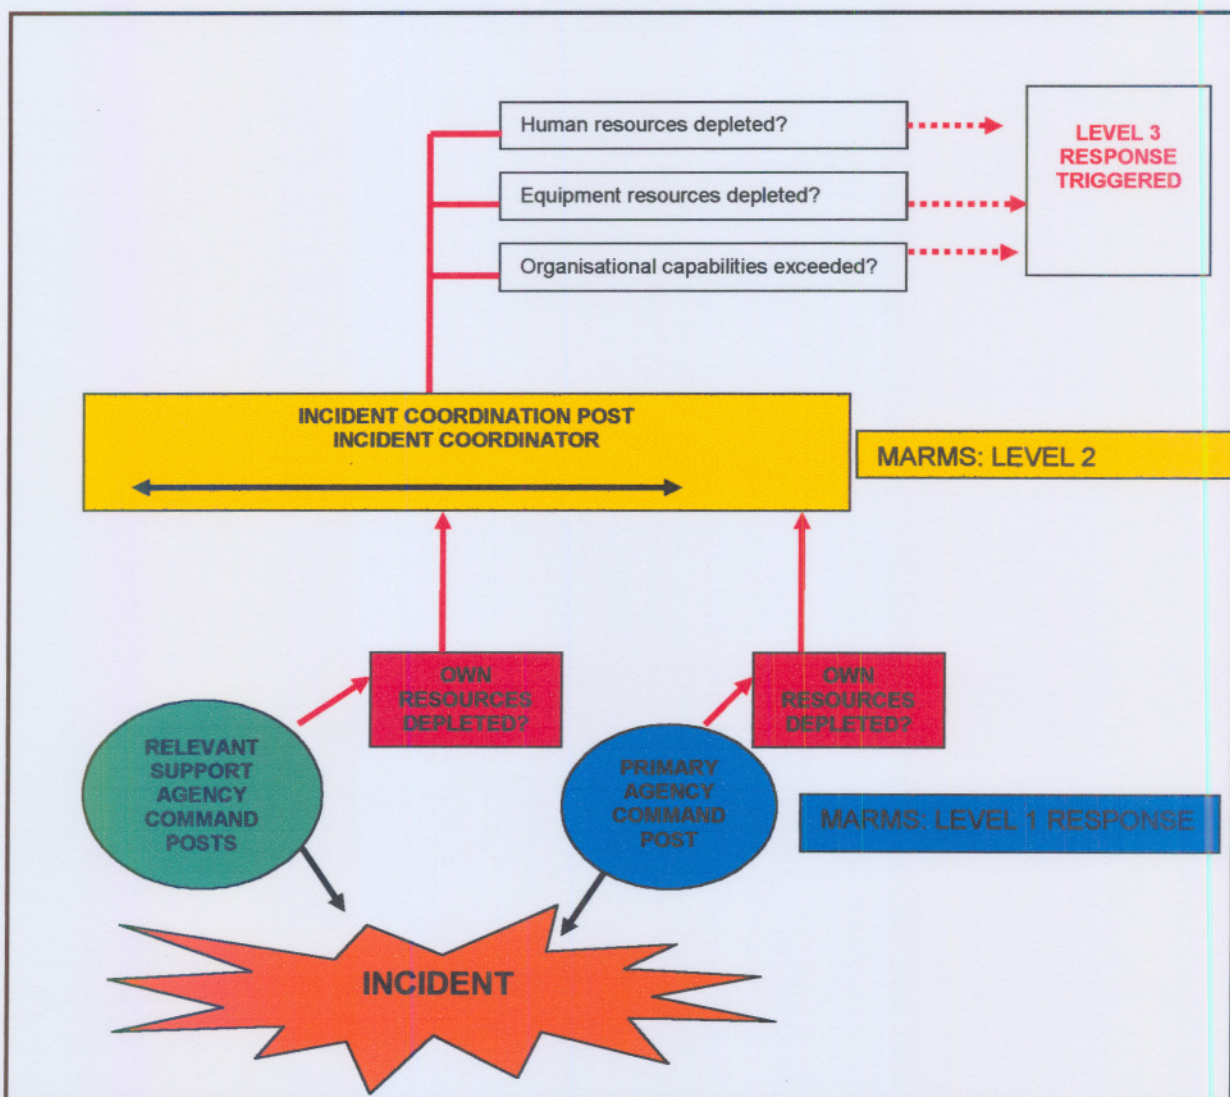 Human resources depleted?
LEVEL 3
RESPONSE
TRIGGERED
Equipment resources depleted?
Organisational capabilities exceeded?
INCIDENT COORDINATION POST
INCIDENT COORDINATOR
MARMS: LEVEL 2
OWN
RESOURCES
DEPLETED?
OWN
RESOURCES
DEPLETED?
RELEVANT
SUPPORT
AGENCY
COMMAND
POSTS
PRIMARY
AGENCY
COMMAND
POST
MARMS: LEVEL 1 RESPONSE
INCIDENT